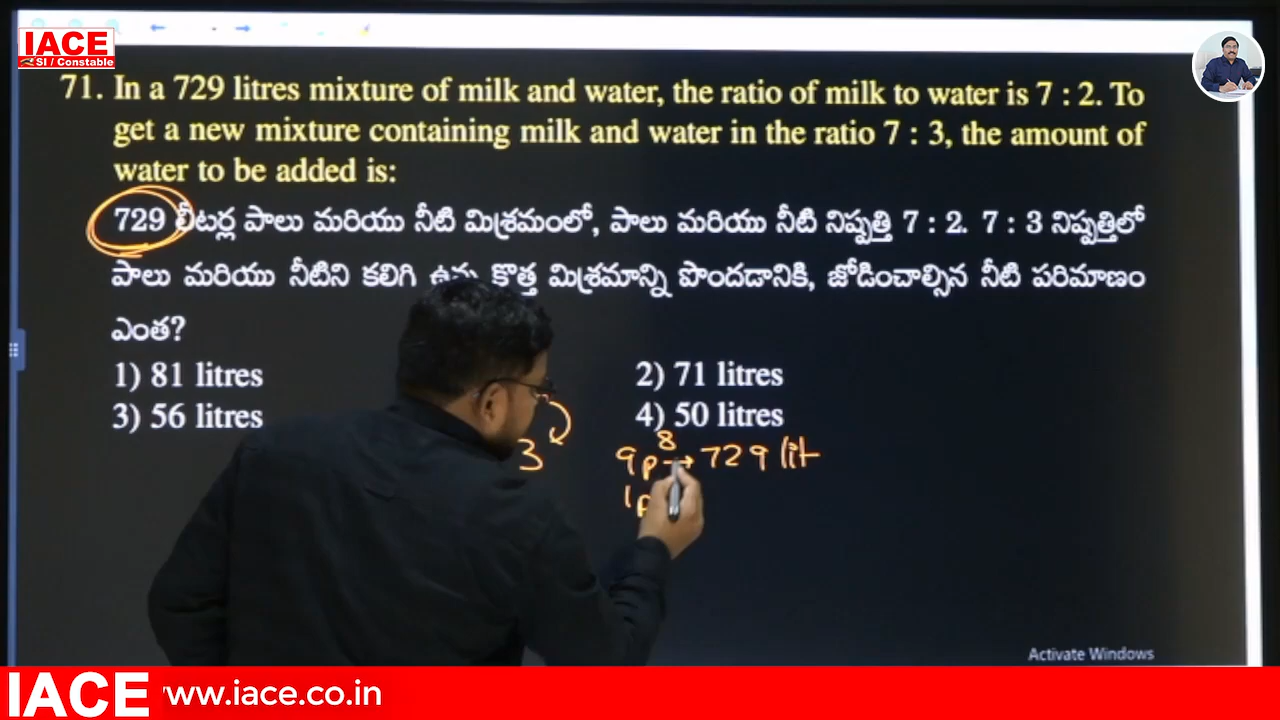 IACE
SI / Constable
71. In a 729 litres mixture of milk and water, the ratio of milk to water is 7 : 2. To
get a new mixture containing milk and water in the ratio 7 : 3, the amount of
water to be added is:
729 లీటర్ల పాలు మరియు నీటి మిశ్రమంలో, పాలు మరియు నీటి నిష్పత్తి 7 : 2. 7 : 3 నిష్పత్తిలో
పాలు మరియు నీటిని కలిగి కొత్త మిశ్రమాన్ని పొందడానికి, జోడించాల్సిన నీటి పరిమాణం
ఎంత?
1) 81 litres 2) 71 litres
3) 56 litres 4) 50 litres
8
3 9p → 729 lit
1p
Activate Windows
IACE www.iace.co.in